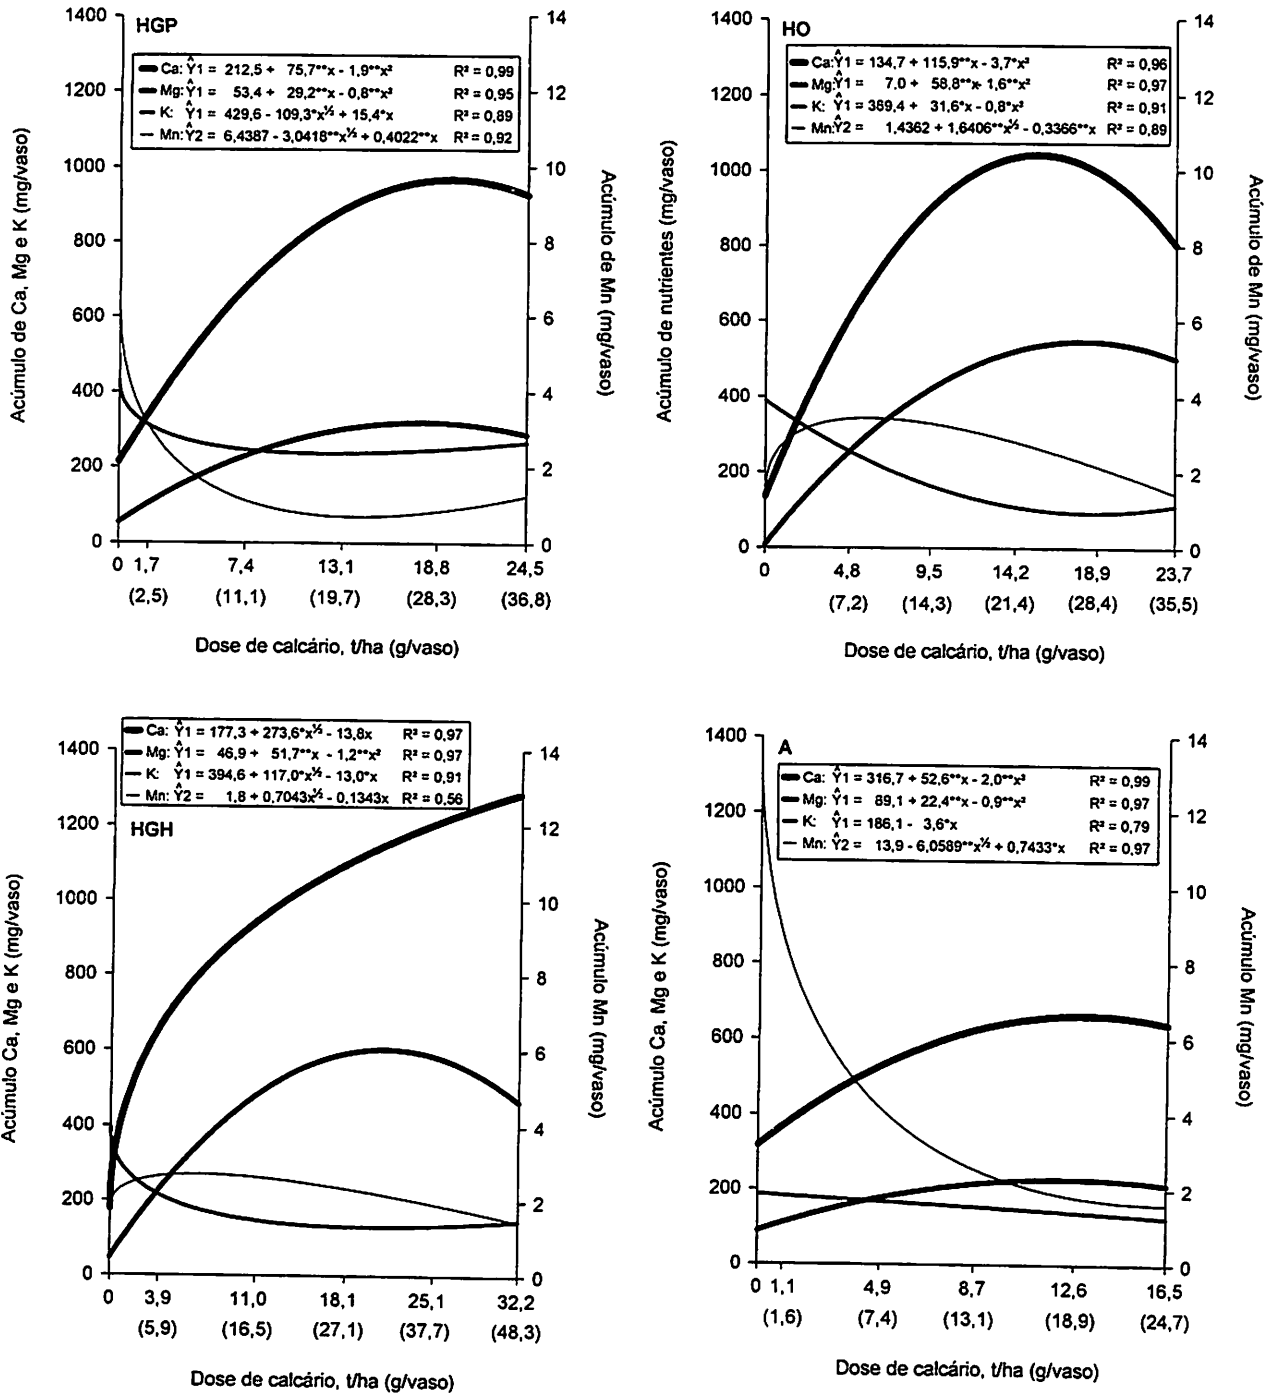 HGP
Ca: Ŷ1 = 212,5 + 75,7**x - 1,9**x² R² = 0,99
Mg: Ŷ1 = 53,4 + 29,2**x - 0,8**x² R² = 0,95
K: Ŷ1 = 429,6 - 109,3*x½ + 15,4*x R² = 0,89
Mn: Ŷ2 = 6,4387 - 3,0418**x½ + 0,4022**x R² = 0,92
1400
1200
1000
800
600
400
200
0
14
12
10
8
6
4
2
0
Acúmulo de Ca, Mg e K (mg/vaso)
Acúmulo de Mn (mg/vaso)
0 1,7 7,4 13,1 18,8 24,5
(2,5) (11,1) (19,7) (28,3) (36,8)
Dose de calcário, t/ha (g/vaso)
HO
Ca: Ŷ1 = 134,7 + 115,9**x - 3,7*x² R² = 0,96
Mg: Ŷ1 = 7,0 + 58,8**x- 1,6**x² R² = 0,97
K: Ŷ1 = 389,4 + 31,6*x - 0,8*x² R² = 0,91
Mn: Ŷ2 = 1,4362 + 1,6406**x½ - 0,3366**x R² = 0,89
1400
1200
1000
800
600
400
200
0
14
12
10
8
6
4
2
0
Acúmulo de nutrientes (mg/vaso)
Acúmulo de Mn (mg/vaso)
0 4,8 9,5 14,2 18,9 23,7
(7,2) (14,3) (21,4) (28,4) (35,5)
Dose de calcário, t/ha (g/vaso)
Ca: Ŷ1 = 177,3 + 273,6*x½ - 13,8x R² = 0,97
Mg: Ŷ1 = 46,9 + 51,7**x - 1,2**x² R² = 0,97
K: Ŷ1 = 394,6 + 117,0*x½ - 13,0*x R² = 0,91
Mn: Ŷ2 = 1,8 + 0,7043x½ - 0,1343x R² = 0,56
HGH
1400
1200
1000
800
600
400
200
0
14
12
10
8
6
4
2
0
Acúmulo Ca, Mg e K (mg/vaso)
Acúmulo Mn (mg/vaso)
0 3,9 11,0 18,1 25,1 32,2
(5,9) (16,5) (27,1) (37,7) (48,3)
Dose de calcário, t/ha (g/vaso)
A
Ca: Ŷ1 = 316,7 + 52,6**x - 2,0**x² R² = 0,99
Mg: Ŷ1 = 89,1 + 22,4**x - 0,9**x² R² = 0,97
K: Ŷ1 = 186,1 - 3,6*x R² = 0,79
Mn: Ŷ2 = 13,9 - 6,0589**x½ + 0,7433*x R² = 0,97
1400
1200
1000
800
600
400
200
0
14
12
10
8
6
4
2
0
Acúmulo Ca, Mg e K (mg/vaso)
Acúmulo Mn (mg/vaso)
0 1,1 4,9 8,7 12,6 16,5
(1,6) (7,4) (13,1) (18,9) (24,7)
Dose de calcário, t/ha (g/vaso)